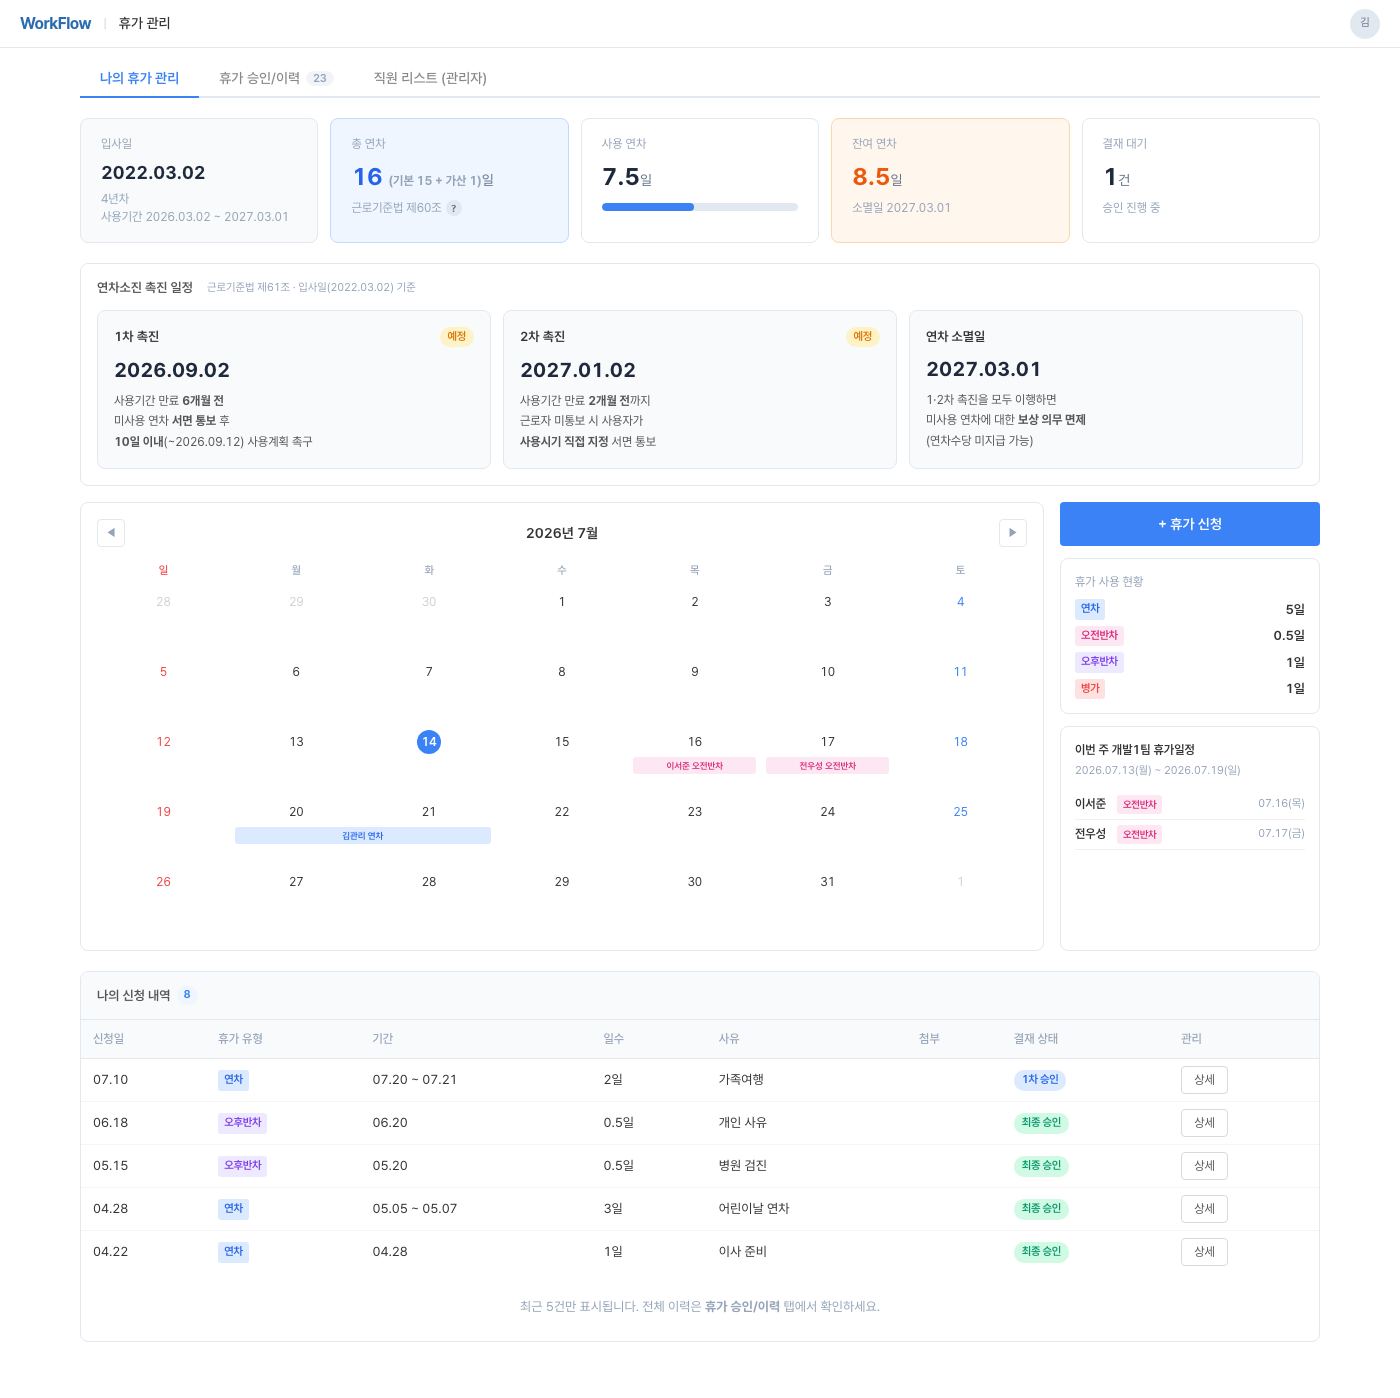 WorkFlow | 휴가 관리
김
나의 휴가 관리
휴가 승인/이력 23
직원 리스트 (관리자)
입사일
2022.03.02
4년차
사용기간 2026.03.02 ~ 2027.03.01
총 연차
16 (기본 15 + 가산 1)일
근로기준법 제60조 ?
사용 연차
7.5일
잔여 연차
8.5일
소멸일 2027.03.01
결재 대기
1건
승인 진행 중
연차소진 촉진 일정 근로기준법 제61조 · 입사일(2022.03.02) 기준
1차 촉진 예정
2026.09.02
사용기간 만료 6개월 전
미사용 연차 서면 통보 후
10일 이내(~2026.09.12) 사용계획 촉구
2차 촉진 예정
2027.01.02
사용기간 만료 2개월 전까지
근로자 미통보 시 사용자가
사용시기 직접 지정 서면 통보
연차 소멸일
2027.03.01
1·2차 촉진을 모두 이행하면
미사용 연차에 대한 보상 의무 면제
(연차수당 미지급 가능)
◀ 2026년 7월 ▶
일 월 화 수 목 금 토
28 29 30 1 2 3 4
5 6 7 8 9 10 11
12 13 14 15 16 17 18
이서준 오전반차 전우성 오전반차
19 20 21 22 23 24 25
김관리 연차
26 27 28 29 30 31 1
+ 휴가 신청
휴가 사용 현황
연차 5일
오전반차 0.5일
오후반차 1일
병가 1일
이번 주 개발1팀 휴가일정
2026.07.13(월) ~ 2026.07.19(일)
이서준 오전반차 07.16(목)
전우성 오전반차 07.17(금)
나의 신청 내역 8
신청일 휴가 유형 기간 일수 사유 첨부 결재 상태 관리
07.10 연차 07.20 ~ 07.21 2일 가족여행 1차 승인 상세
06.18 오후반차 06.20 0.5일 개인 사유 최종 승인 상세
05.15 오후반차 05.20 0.5일 병원 검진 최종 승인 상세
04.28 연차 05.05 ~ 05.07 3일 어린이날 연차 최종 승인 상세
04.22 연차 04.28 1일 이사 준비 최종 승인 상세
최근 5건만 표시됩니다. 전체 이력은 휴가 승인/이력 탭에서 확인하세요.